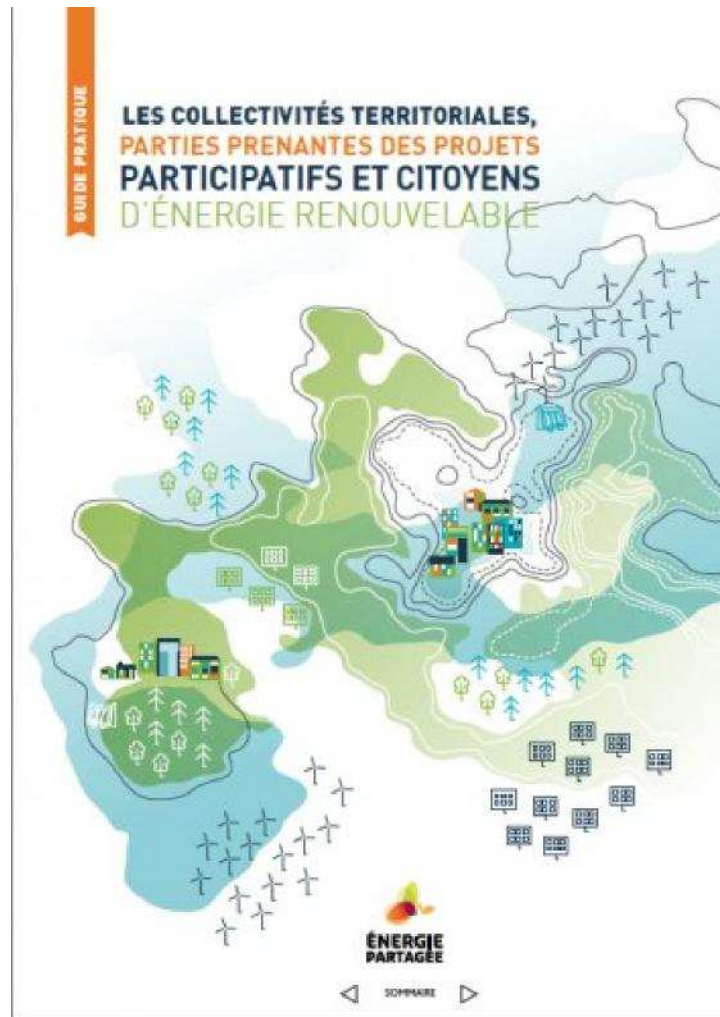 GUIDE PRATIQUE
LES COLLECTIVITÉS TERRITORIALES,
PARTIES PRENANTES DES PROJETS
PARTICIPATIFS ET CITOYENS
D'ÉNERGIE RENOUVELABLE
ÉNERGIE
PARTAGÉE
SOMMAIRE